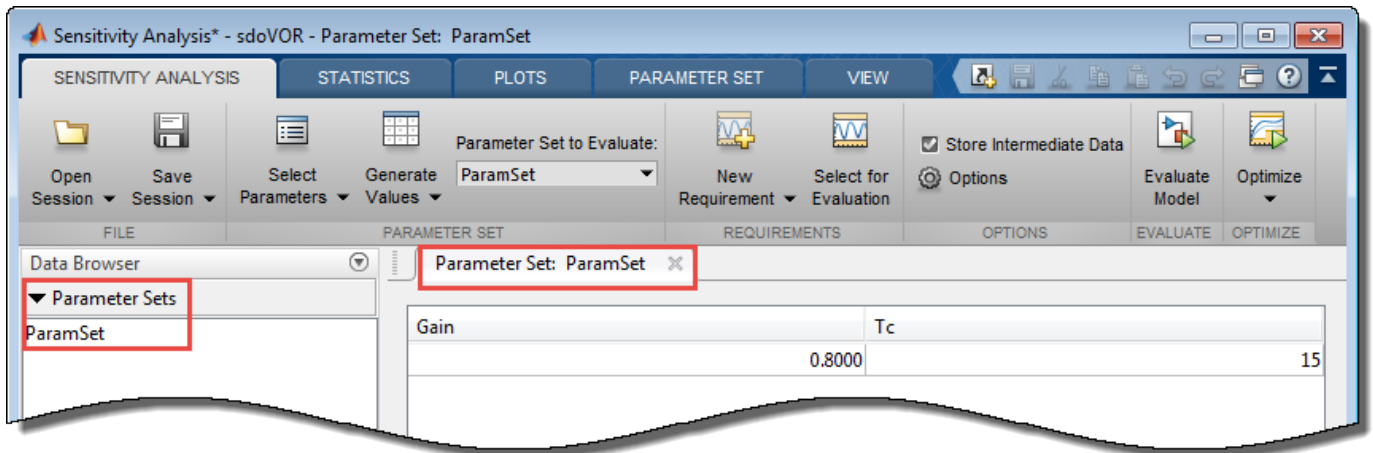 Sensitivity Analysis* - sdoVOR - Parameter Set: ParamSet
SENSITIVITY ANALYSIS STATISTICS PLOTS PARAMETER SET VIEW
Open Session
Save Session
Select Parameters
Generate Values
Parameter Set to Evaluate:
ParamSet
New Requirement
Select for Evaluation
Store Intermediate Data
Options
Evaluate Model
Optimize
FILE PARAMETER SET REQUIREMENTS OPTIONS EVALUATE OPTIMIZE
Data Browser
Parameter Sets
ParamSet
Parameter Set: ParamSet
Gain Tc
0.8000 15